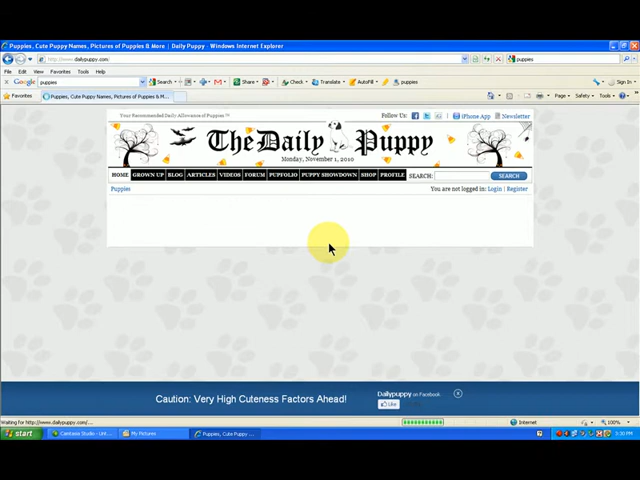 Puppies, Cute Puppy Names, Pictures of Puppies & More | Daily Puppy - Windows Internet Explorer
http://www.dailypuppy.com
puppies
File Edit View Favorites Tools Help
Google puppies Search Share Check Translate AutoFill puppies Sign In
Favorites Puppies, Cute Puppy Names, Pictures of Puppies & M... Page Safety Tools
Your Recommended Daily Allowance of Puppies
Follow Us: iPhone App Newsletter
The Daily Puppy
Monday, November 1, 2010
HOME GROWN UP BLOG ARTICLES VIDEOS FORUM PUPFOLIO PUPPY SHOWDOWN SHOP PROFILE SEARCH: SEARCH
Puppies You are not logged in: Login | Register
Caution: Very High Cuteness Factors Ahead!
Dailypuppy on Facebook
Like
Waiting for http://www.dailypuppy.com/... Internet 100%
start Camtasia Studio - Unt... My Pictures Puppies, Cute Puppy ... 3:30 PM